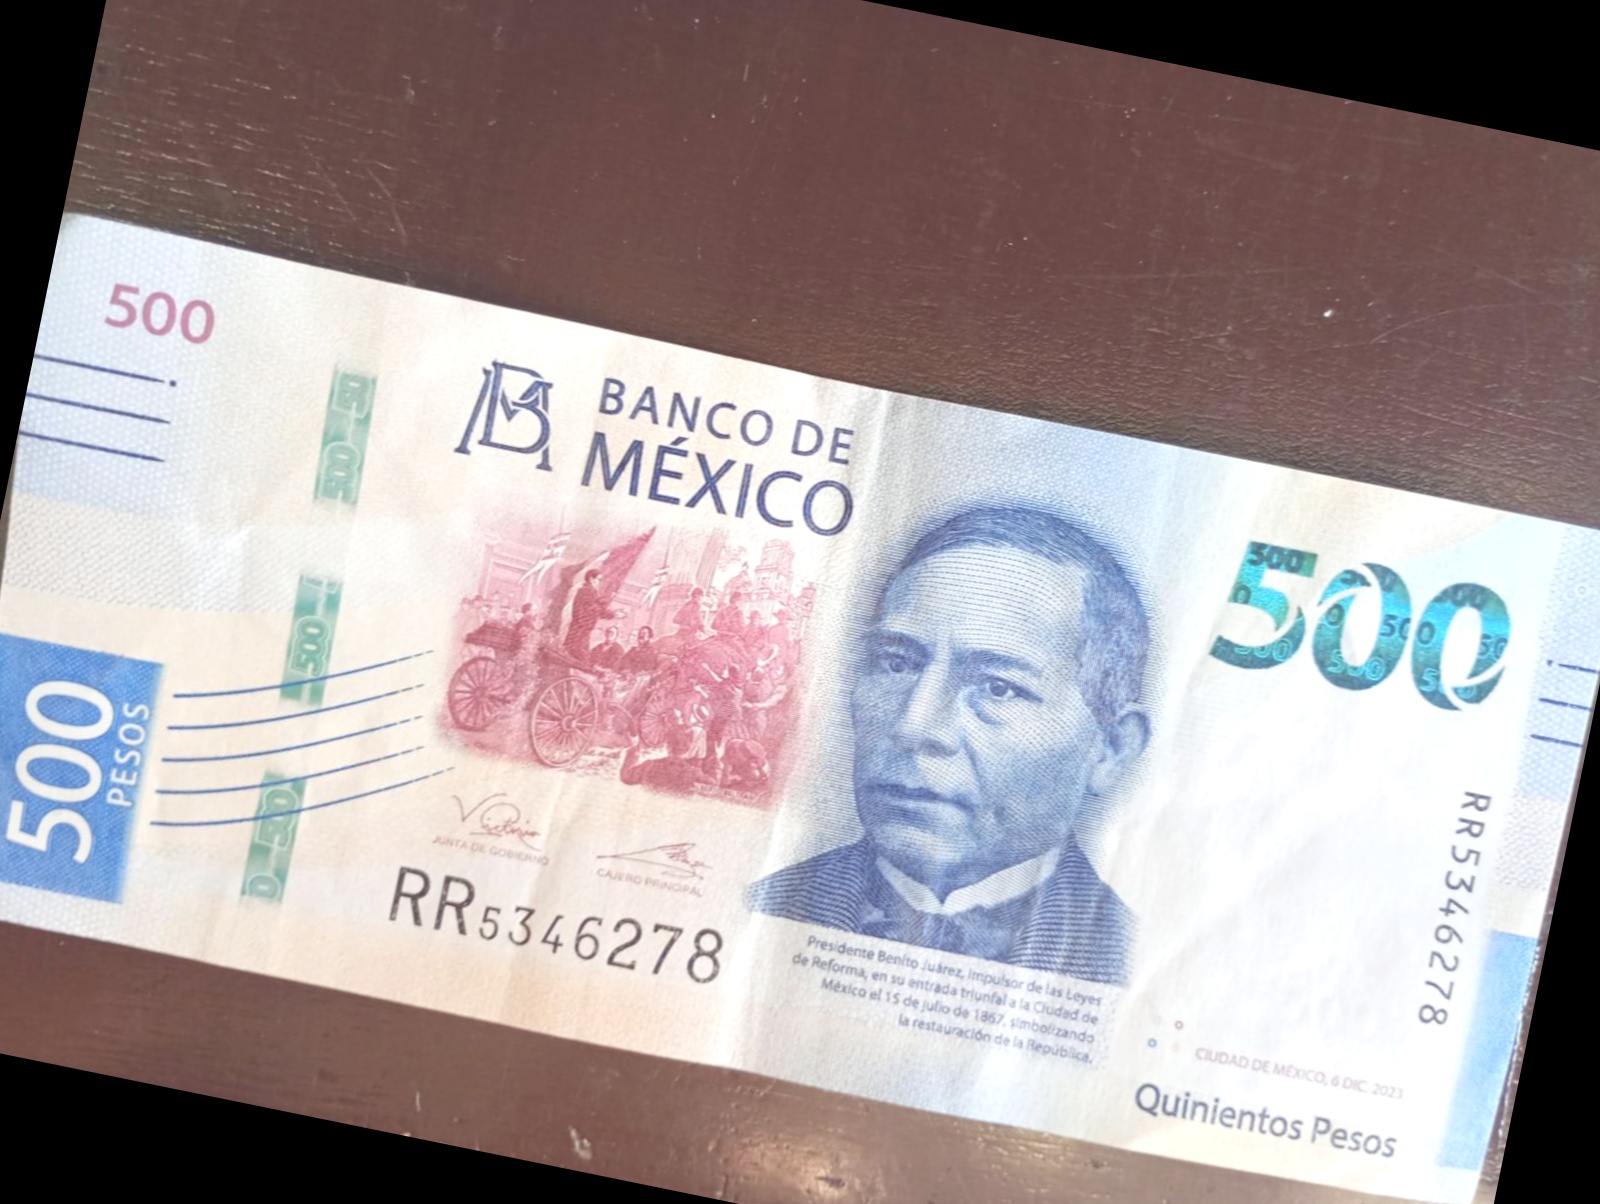 500
BANCO DE
MÉXICO
500
500 PESOS
JUNTA DE GOBIERNO
CAJERO PRINCIPAL
RR5346278
Presidente Benito Juárez, impulsor de las Leyes
de Reforma, en su entrada triunfal a la Ciudad de
México el 15 de julio de 1867, simbolizando
la restauración de la República.
RR5346278
CIUDAD DE MÉXICO, 6 DIC. 2023
Quinientos Pesos